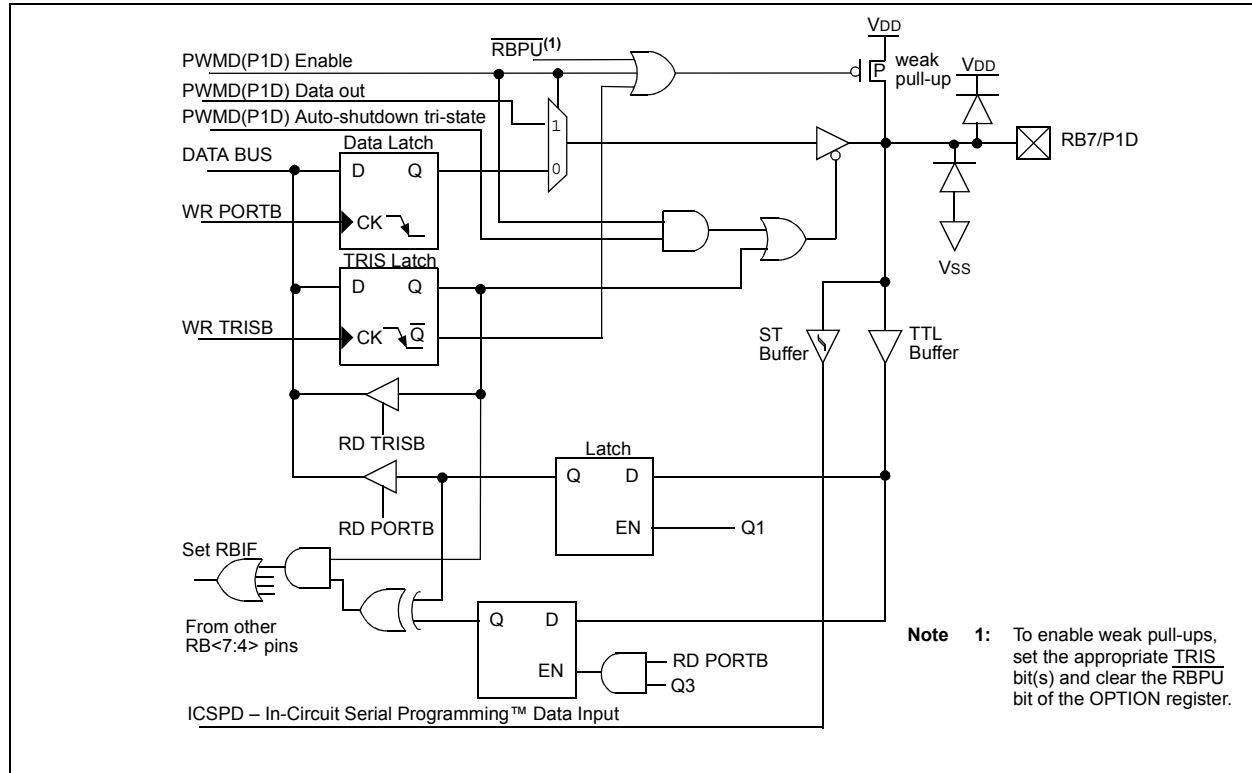 VDD
RBPU(1)
PWMD(P1D) Enable
weak
pull-up
P
VDD
PWMD(P1D) Data out
PWMD(P1D) Auto-shutdown tri-state
1
0
Data Latch
DATA BUS
D Q
RB7/P1D
WR PORTB
CK
VSS
TRIS Latch
D Q
WR TRISB
CK Q
ST
Buffer
TTL
Buffer
RD TRISB
Latch
Q D
EN
Q1
RD PORTB
Set RBIF
From other
RB<7:4> pins
Q D
EN
RD PORTB
Q3
ICSPD – In-Circuit Serial Programming™ Data Input
Note 1: To enable weak pull-ups,
set the appropriate TRIS
bit(s) and clear the RBPU
bit of the OPTION register.